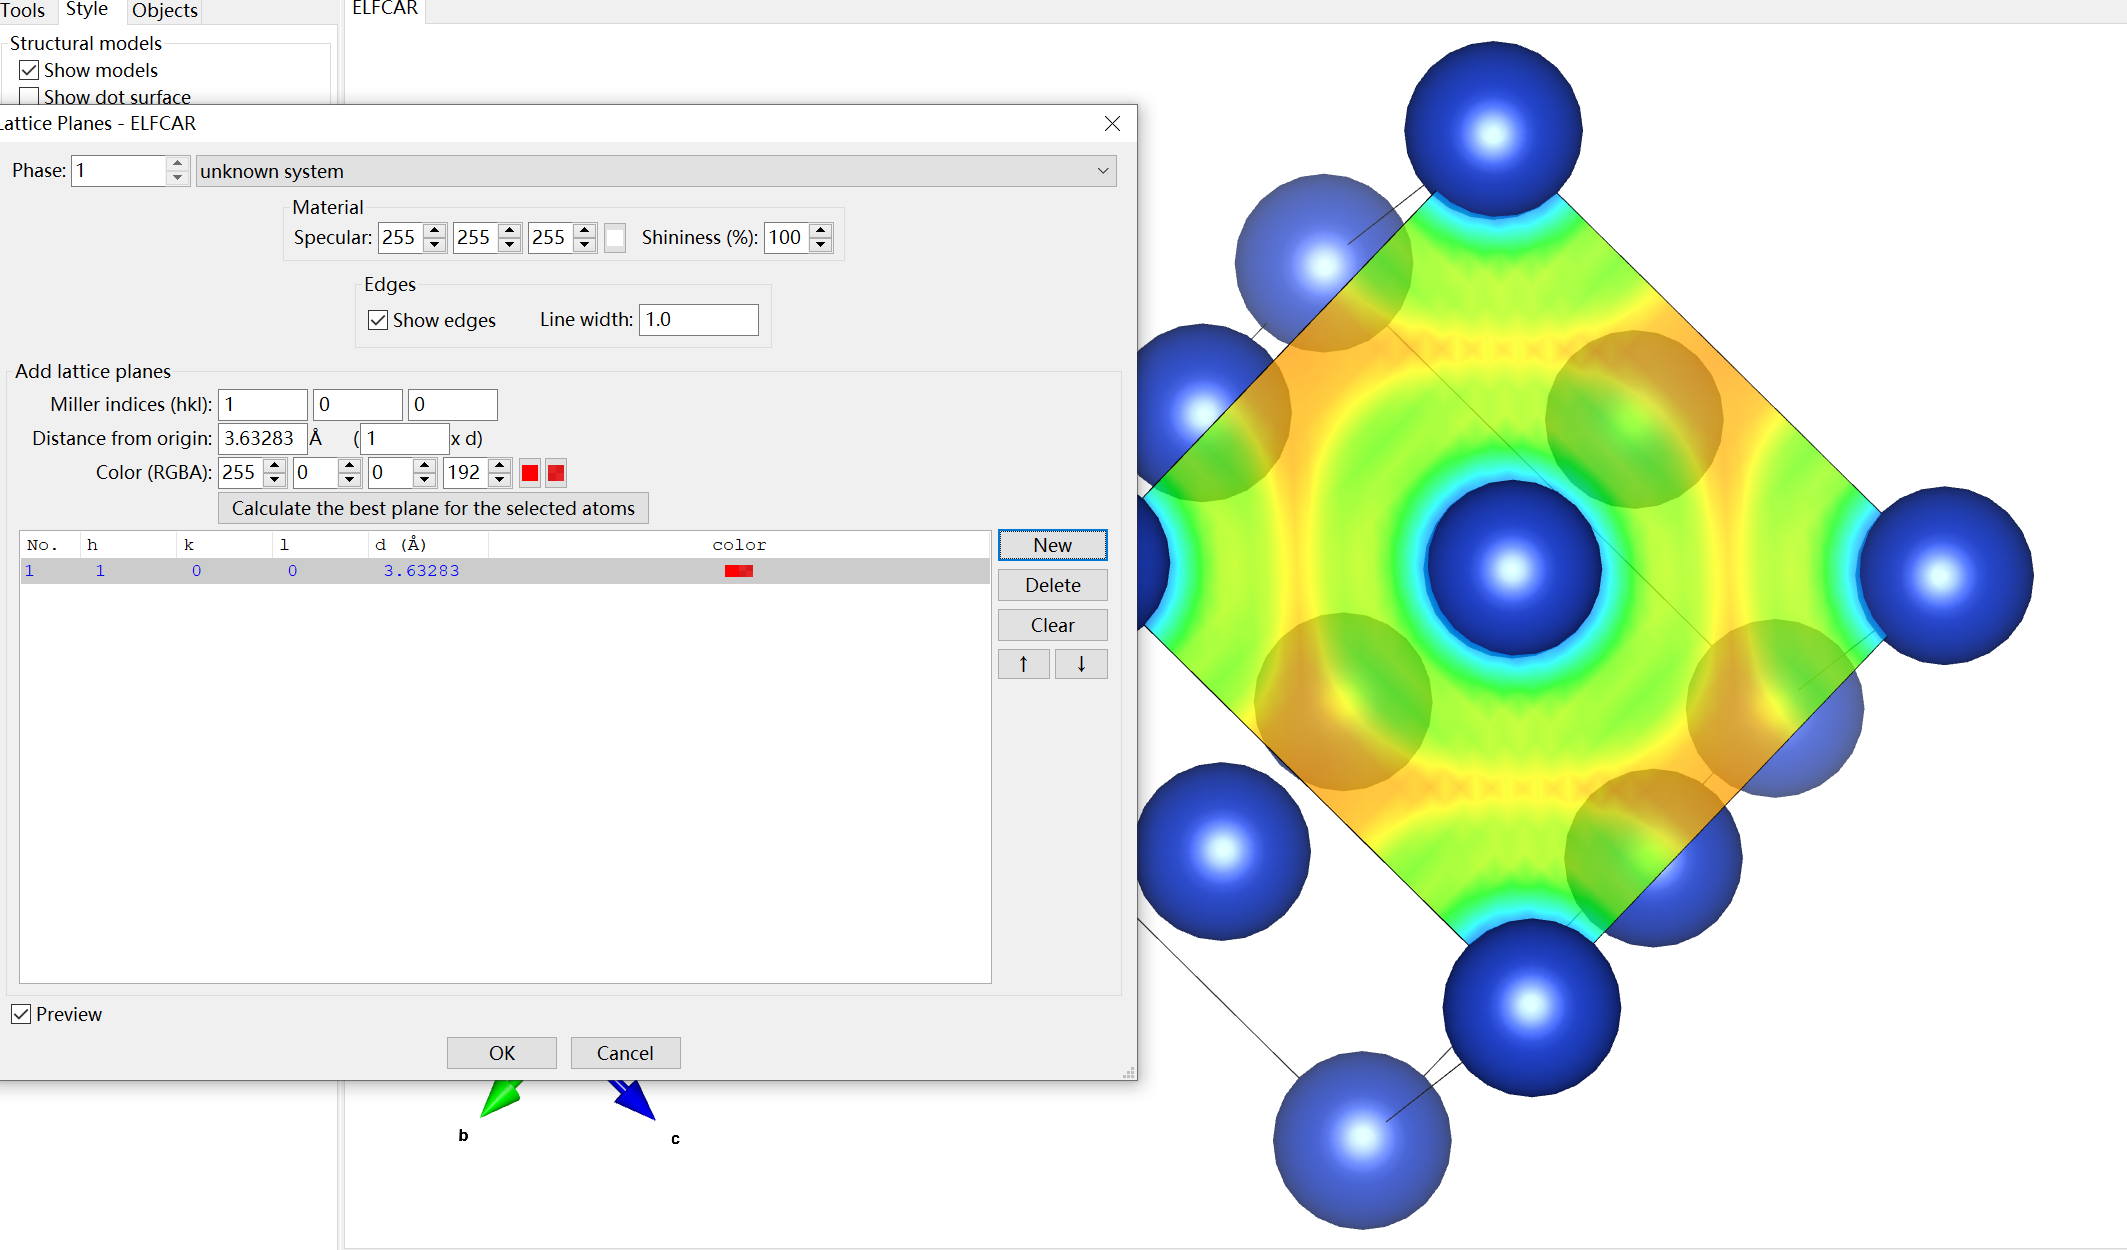 Tools Style Objects
ELFCAR
Structural models
Show models
Show dot surface
Lattice Planes - ELFCAR
Phase: 1 unknown system
Material
Specular: 255 255 255 Shininess (%): 100
Edges
Show edges Line width: 1.0
Add lattice planes
Miller indices (hkl): 1 0 0
Distance from origin: 3.63283 Å ( 1 x d)
Color (RGBA): 255 0 0 192
Calculate the best plane for the selected atoms
No. h k l d (Å) color
1 1 0 0 3.63283
New
Delete
Clear
↑ ↓
Preview
OK Cancel
b c